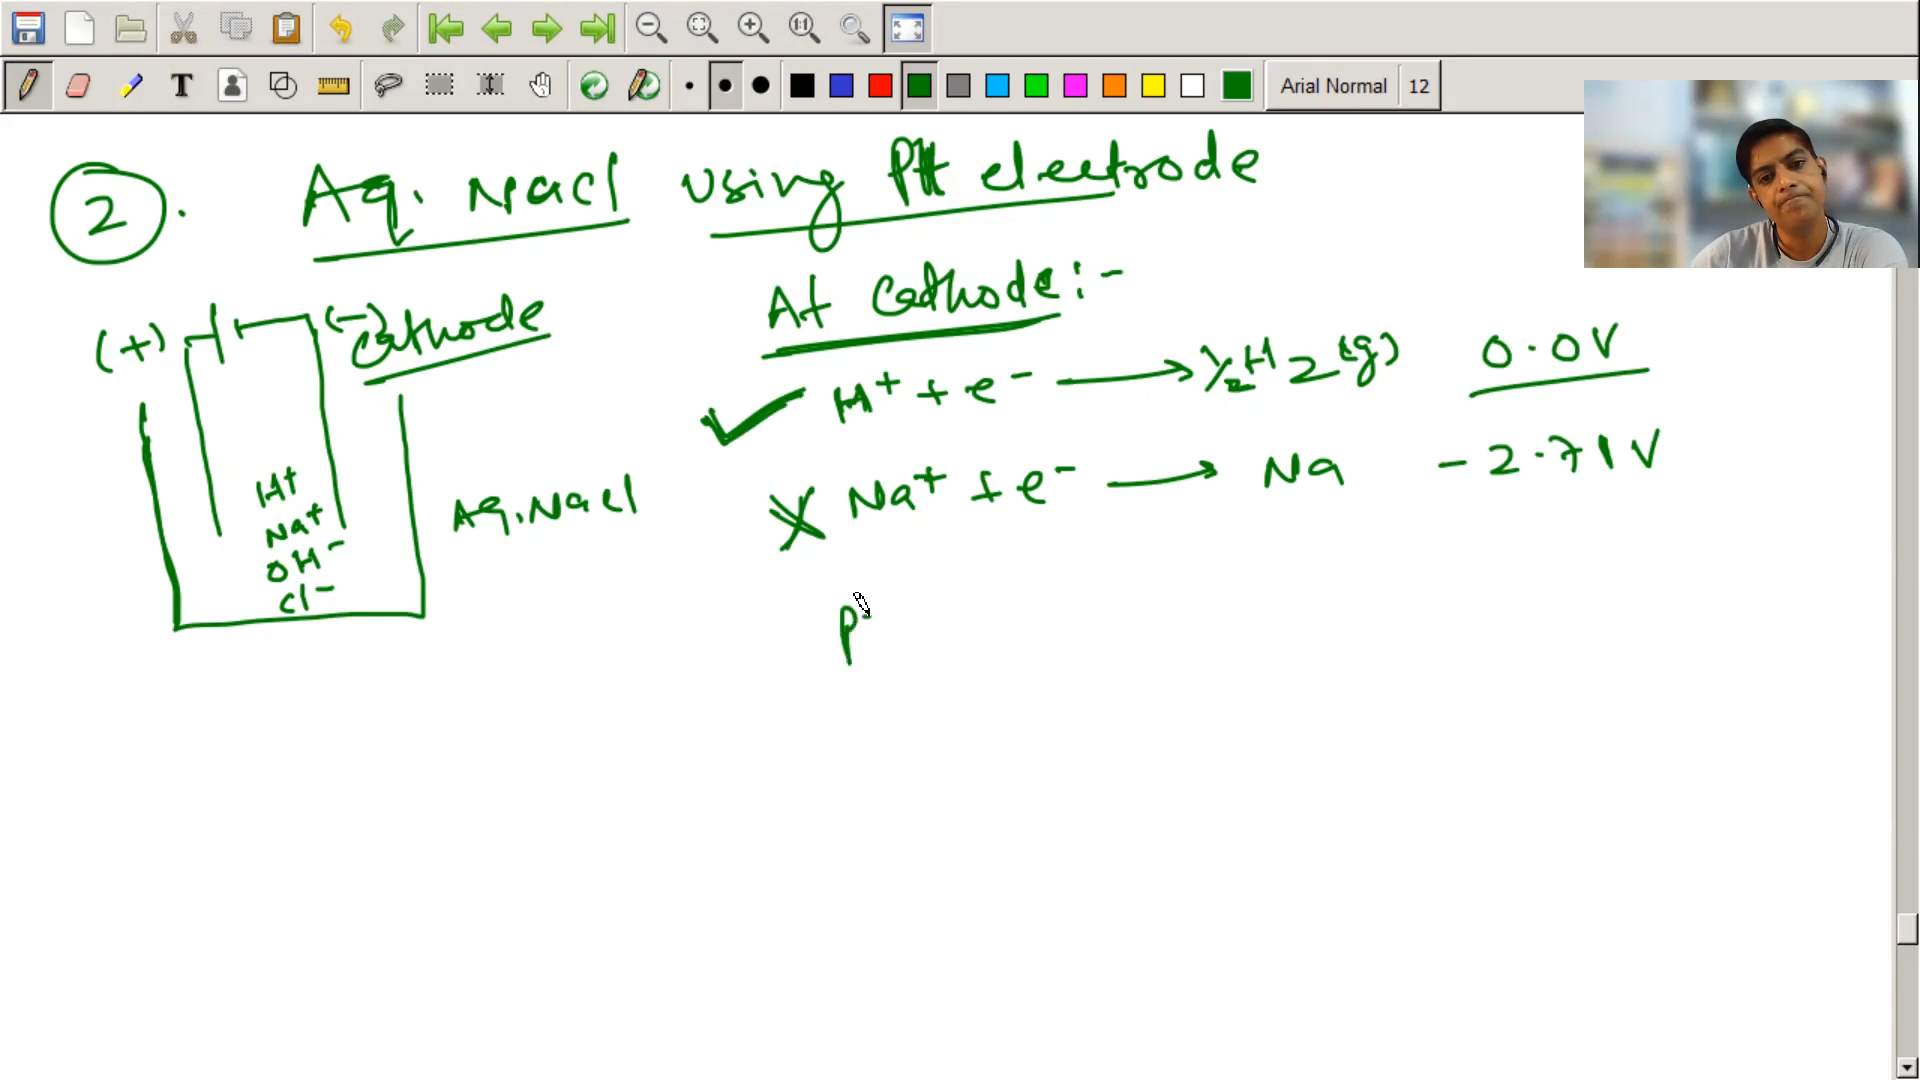 Arial Normal 12
2. Aq. NaCl using Pt electrode
(+) (-) Cathode
At Cathode:-
✓ H⁺ + e⁻ → ½H2(g) 0.0V
X Na⁺ + e⁻ → Na -2.71V
H⁺
Na⁺
OH⁻
Cl⁻
Aq. NaCl
P